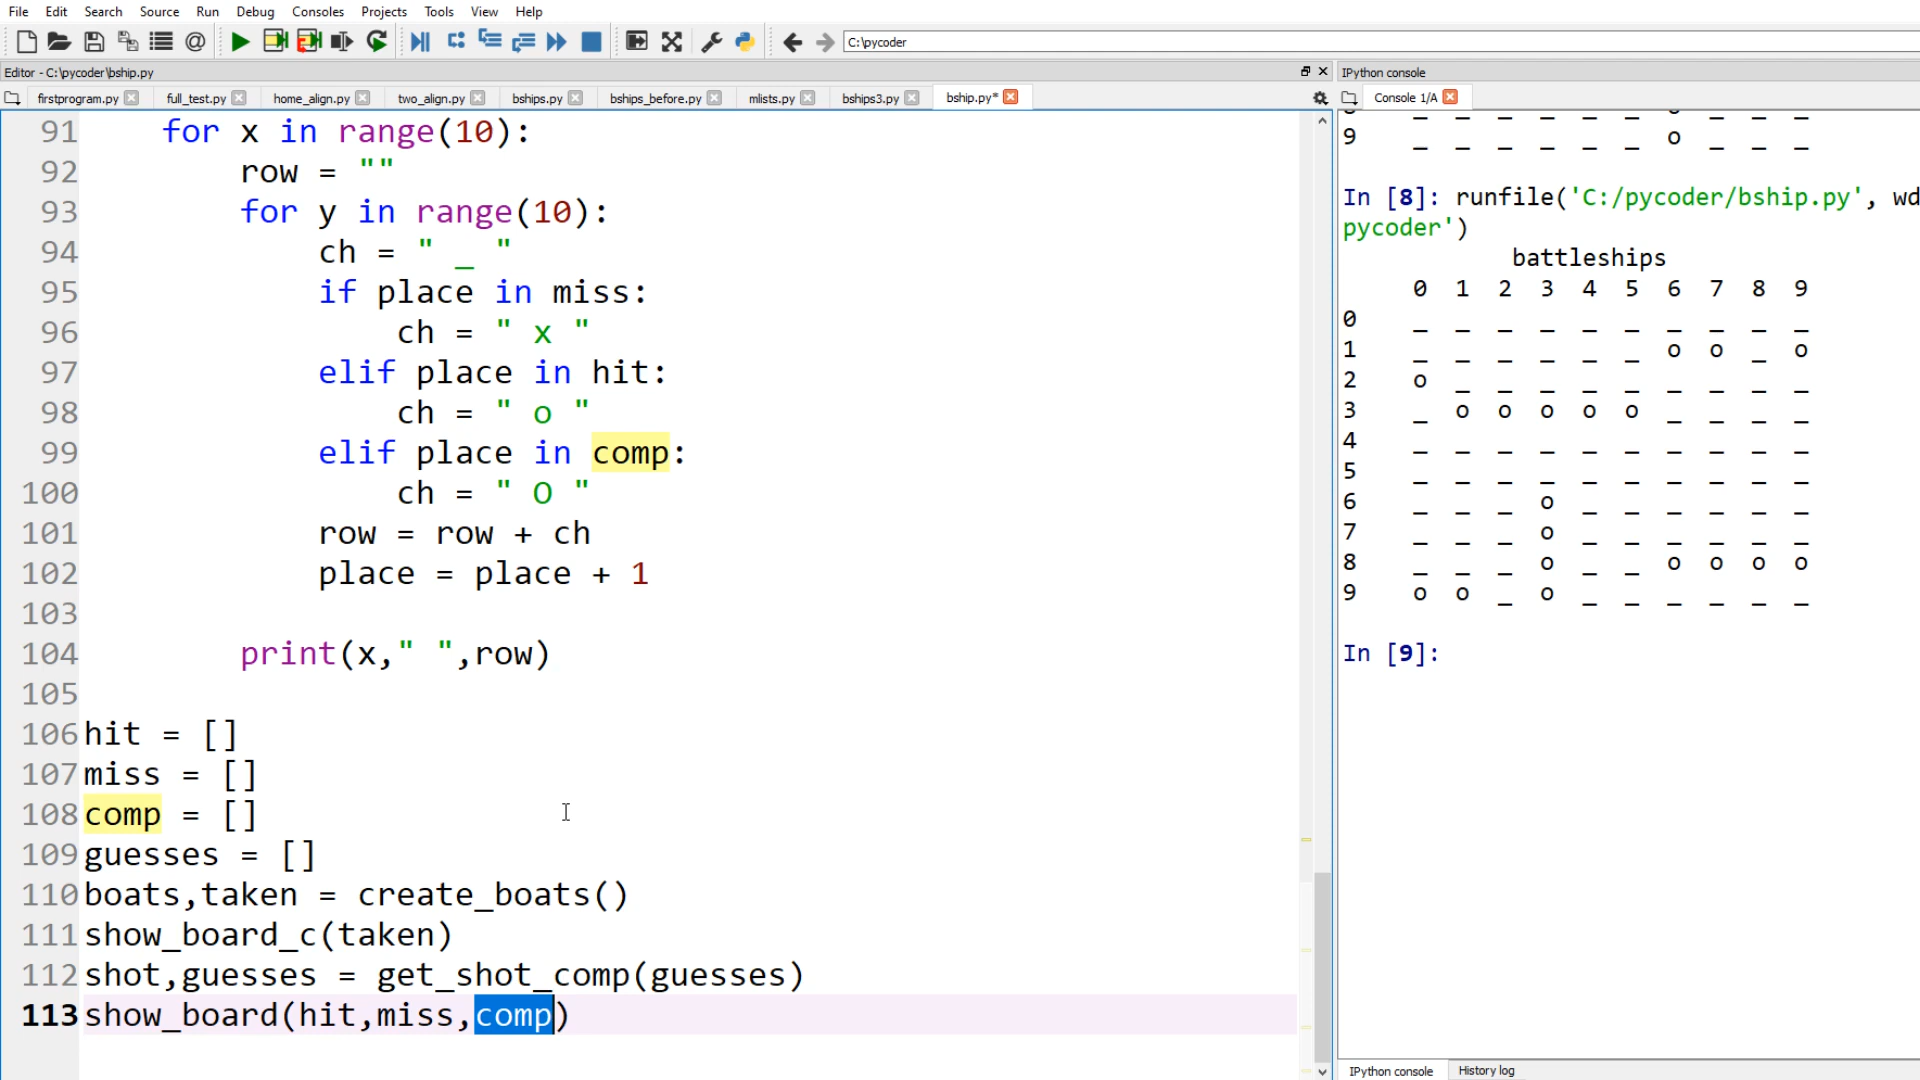 File Edit Search Source Run Debug Consoles Projects Tools View Help
C:\pycoder
Editor - C:\pycoder\bship.py
IPython console
firstprogram.py full_test.py home_align.py two_align.py bships.py bships_before.py mlists.py bships3.py bship.py*
Console 1/A
91 for x in range(10):
92 row = ""
93 for y in range(10):
94 ch = " _ "
95 if place in miss:
96 ch = " x "
97 elif place in hit:
98 ch = " o "
99 elif place in comp:
100 ch = " O "
101 row = row + ch
102 place = place + 1
103
104 print(x," ",row)
105
106 hit = []
107 miss = []
108 comp = []
109 guesses = []
110 boats,taken = create_boats()
111 show_board_c(taken)
112 shot,guesses = get_shot_comp(guesses)
113 show_board(hit,miss,comp)
_ _ _ _ _ _ _ _ _
9 _ _ _ _ _ _ o _ _ _
In [8]: runfile('C:/pycoder/bship.py', wd
pycoder')
battleships
0 1 2 3 4 5 6 7 8 9
0 _ _ _ _ _ _ _ _ _ _
1 _ _ _ _ _ _ o o _ o
2 o _ _ _ _ _ _ _ _ _
3 _ o o o o o _ _ _ _
4 _ _ _ _ _ _ _ _ _ _
5 _ _ _ _ _ _ _ _ _ _
6 _ _ _ o _ _ _ _ _ _
7 _ _ _ o _ _ _ _ _ _
8 _ _ _ o _ _ o o o o
9 o o _ o _ _ _ _ _ _
In [9]:
IPython console History log